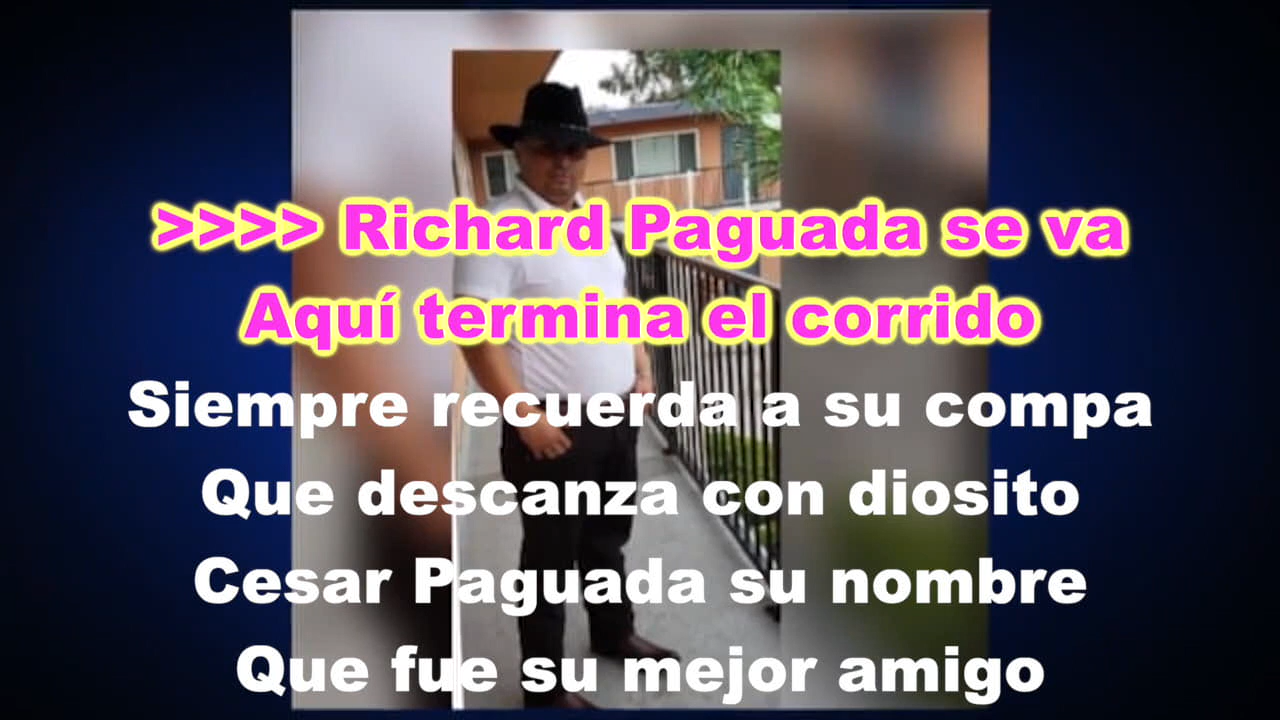 >>>> Richard Paguada se va
Aquí termina el corrido
Siempre recuerda a su compa
Que descanza con diosito
Cesar Paguada su nombre
Que fue su mejor amigo